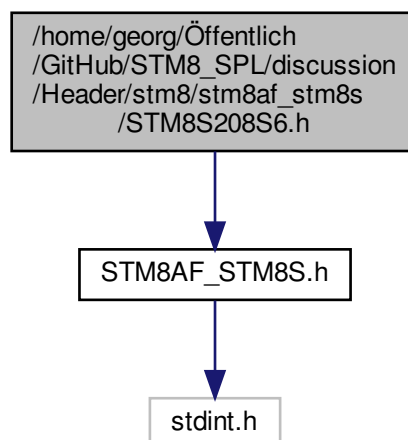 /home/georg/Öffentlich
/GitHub/STM8_SPL/discussion
/Header/stm8/stm8af_stm8s
/STM8S208S6.h
STM8AF_STM8S.h
stdint.h